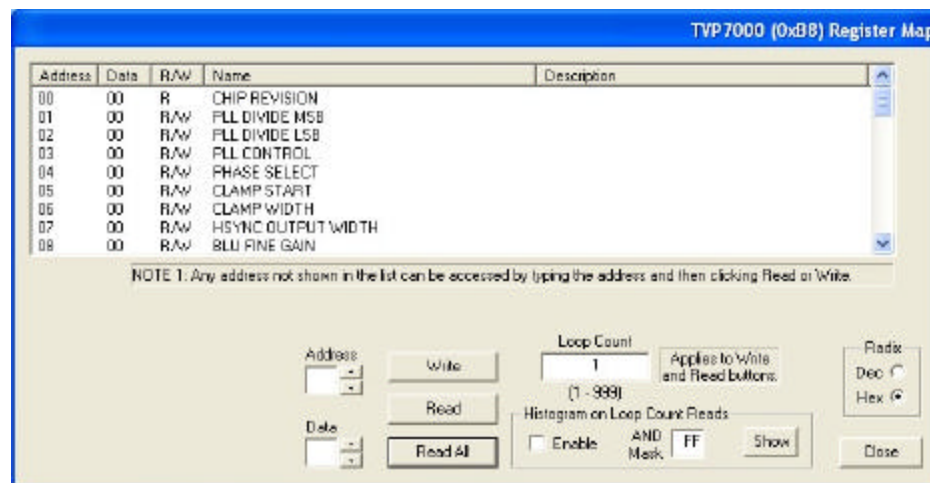 TVP7000 (0xB8) Register Map
Address Data R/W Name Description
00 00 R CHIP REVISION
01 00 R/W PLL DIVIDE MSB
02 00 R/W PLL DIVIDE LSB
03 00 R/W PLL CONTROL
04 00 R/W PHASE SELECT
05 00 R/W CLAMP START
06 00 R/W CLAMP WIDTH
07 00 R/W HSYNC OUTPUT WIDTH
08 00 R/W BLU FINE GAIN
NOTE 1: Any address not shown in the list can be accessed by typing the address and then clicking Read or Write.
Address
Write
Loop Count
1
(1 - 999)
Applies to Write
and Read buttons.
Radix
Dec
Hex
Read
Data
Read All
Histogram on Loop Count Reads
Enable
AND
Mask
FF
Show
Close